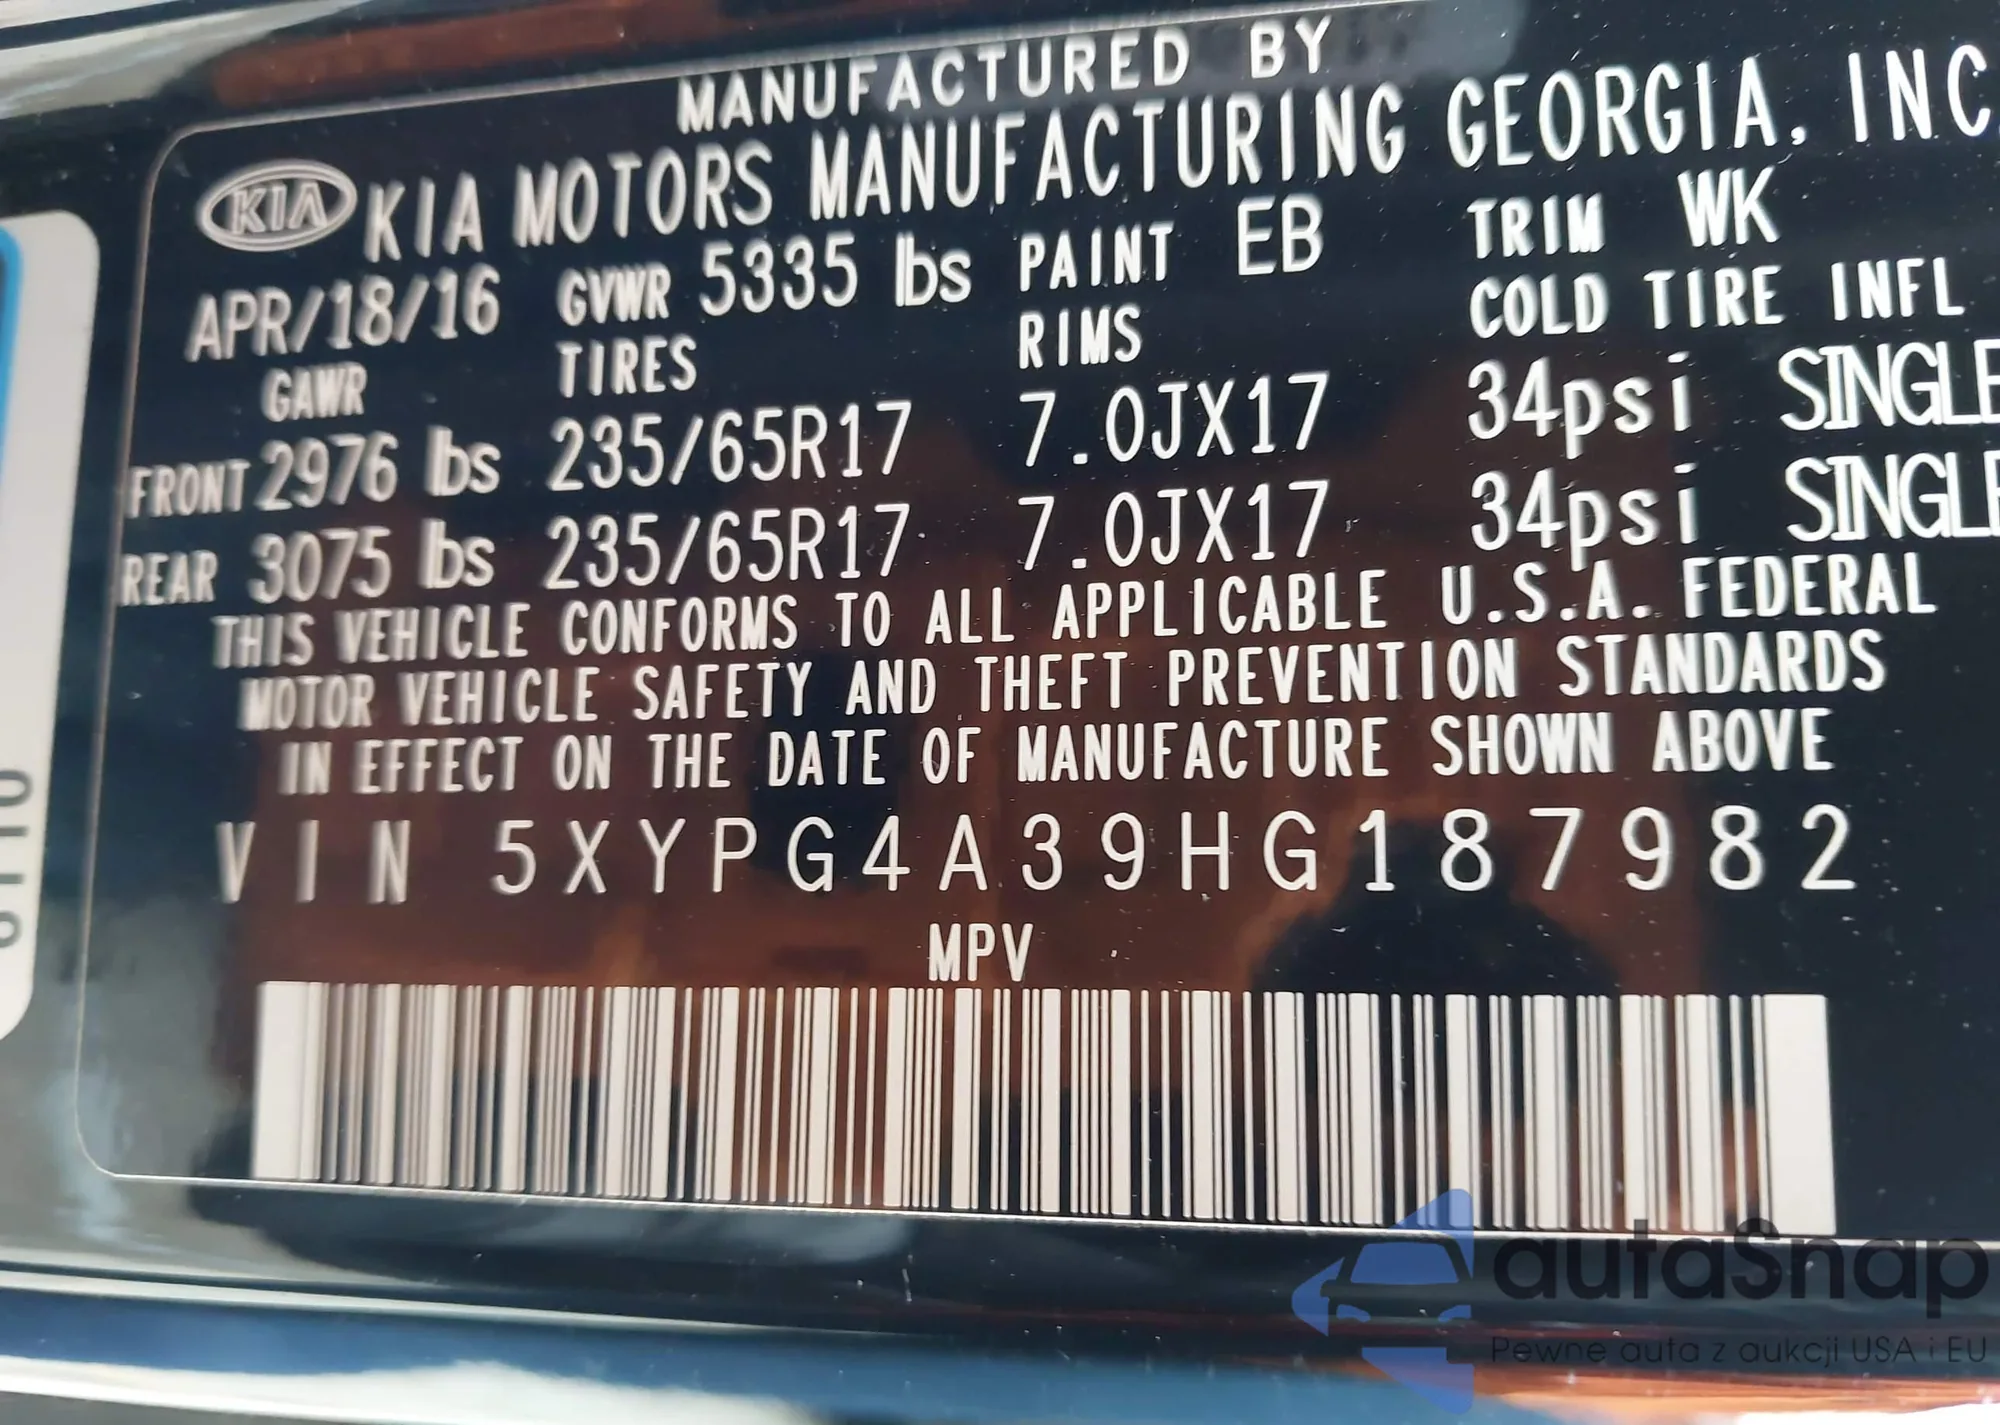 MANUFACTURED BY
KIA KIA MOTORS MANUFACTURING GEORGIA, INC.
APR/18/16 GVWR 5335 lbs PAINT EB TRIM WK
GAWR TIRES RIMS COLD TIRE INFL
FRONT 2976 lbs 235/65R17 7.0JX17 34psi SINGLE
REAR 3075 lbs 235/65R17 7.0JX17 34psi SINGLE
THIS VEHICLE CONFORMS TO ALL APPLICABLE U.S.A. FEDERAL
MOTOR VEHICLE SAFETY AND THEFT PREVENTION STANDARDS
IN EFFECT ON THE DATE OF MANUFACTURE SHOWN ABOVE
VIN 5XYPG4A39HG187982
MPV
autaSnap
Pewne auta z aukcji USA i EU